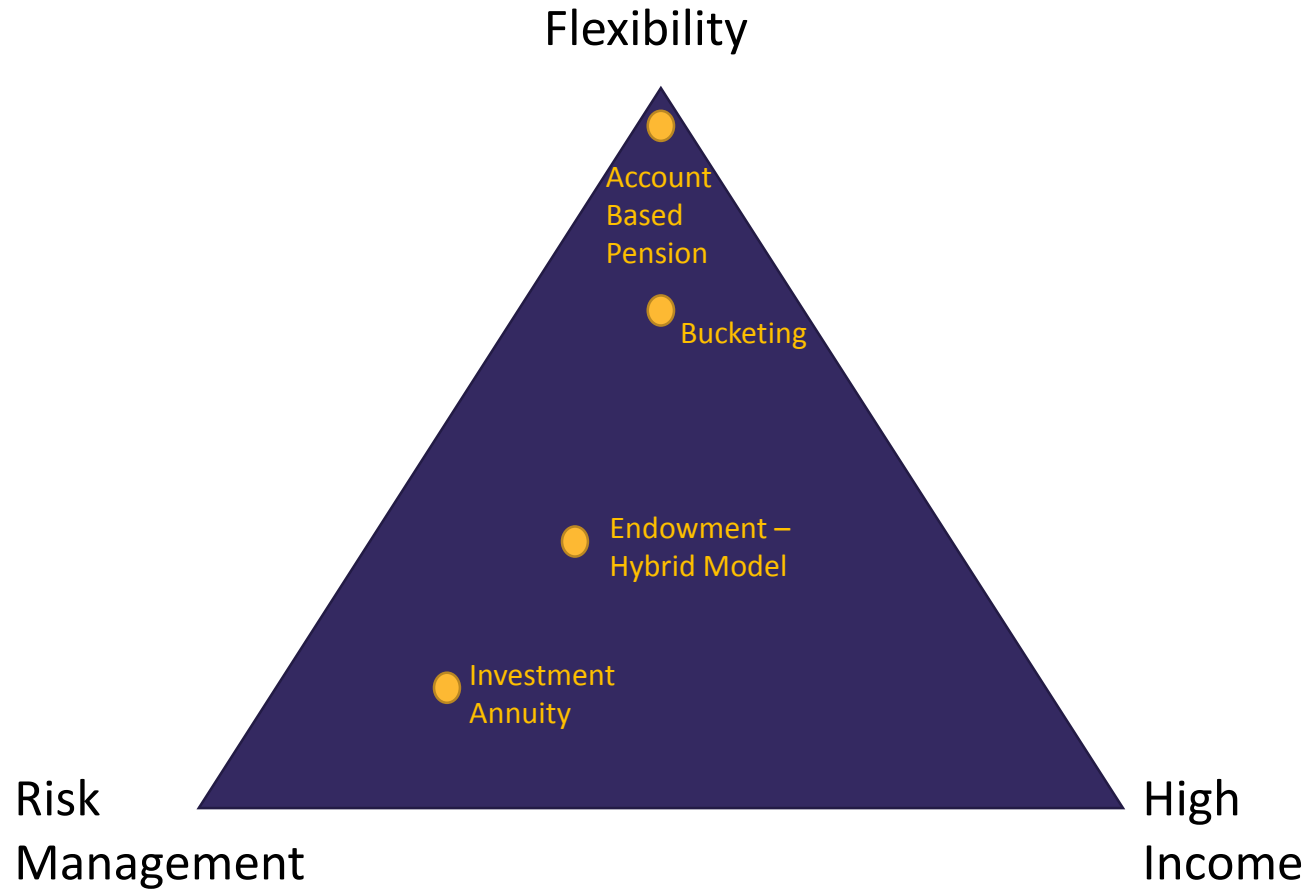 Flexibility
Account
Based
Pension
Bucketing
Endowment –
Hybrid Model
Investment
Annuity
Risk
Management
High
Income